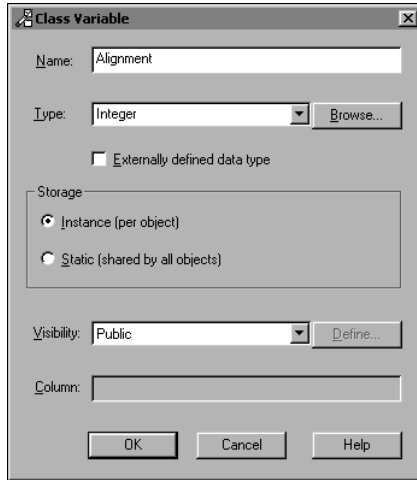 Class Variable
Name: Alignment
Type: Integer Browse...
Externally defined data type
Storage
Instance (per object)
Static (shared by all objects)
Visibility: Public Define...
Column:
OK Cancel Help